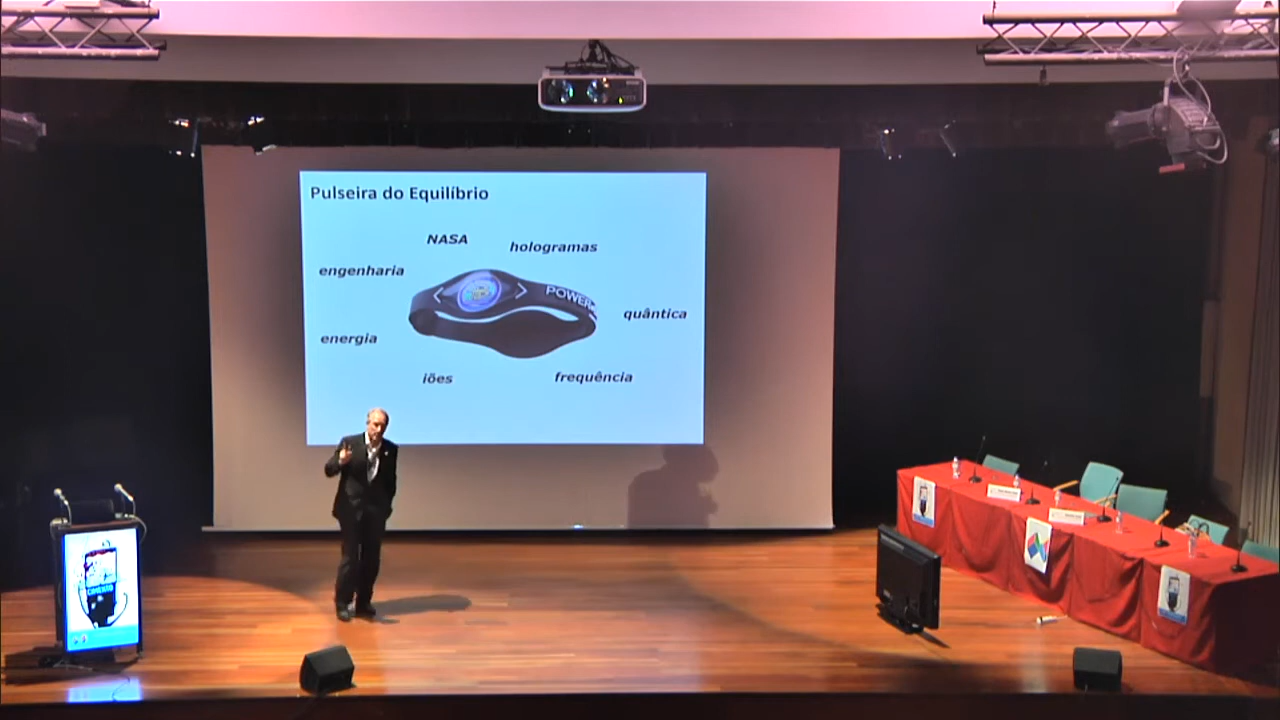 Pulseira do Equilíbrio
NASA
hologramas
engenharia
POWER
quântica
energia
iões
frequência